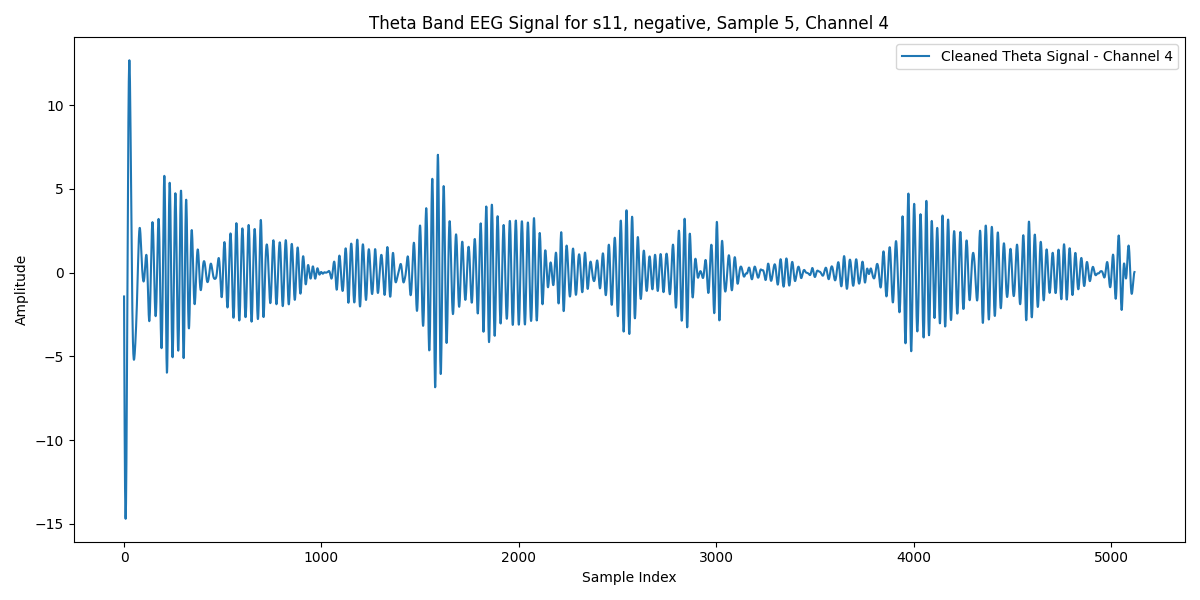 Theta Band EEG Signal for s11, negative, Sample 5, Channel 4
Cleaned Theta Signal - Channel 4
Amplitude
10
5
0
−5
−10
−15
0 1000 2000 3000 4000 5000
Sample Index